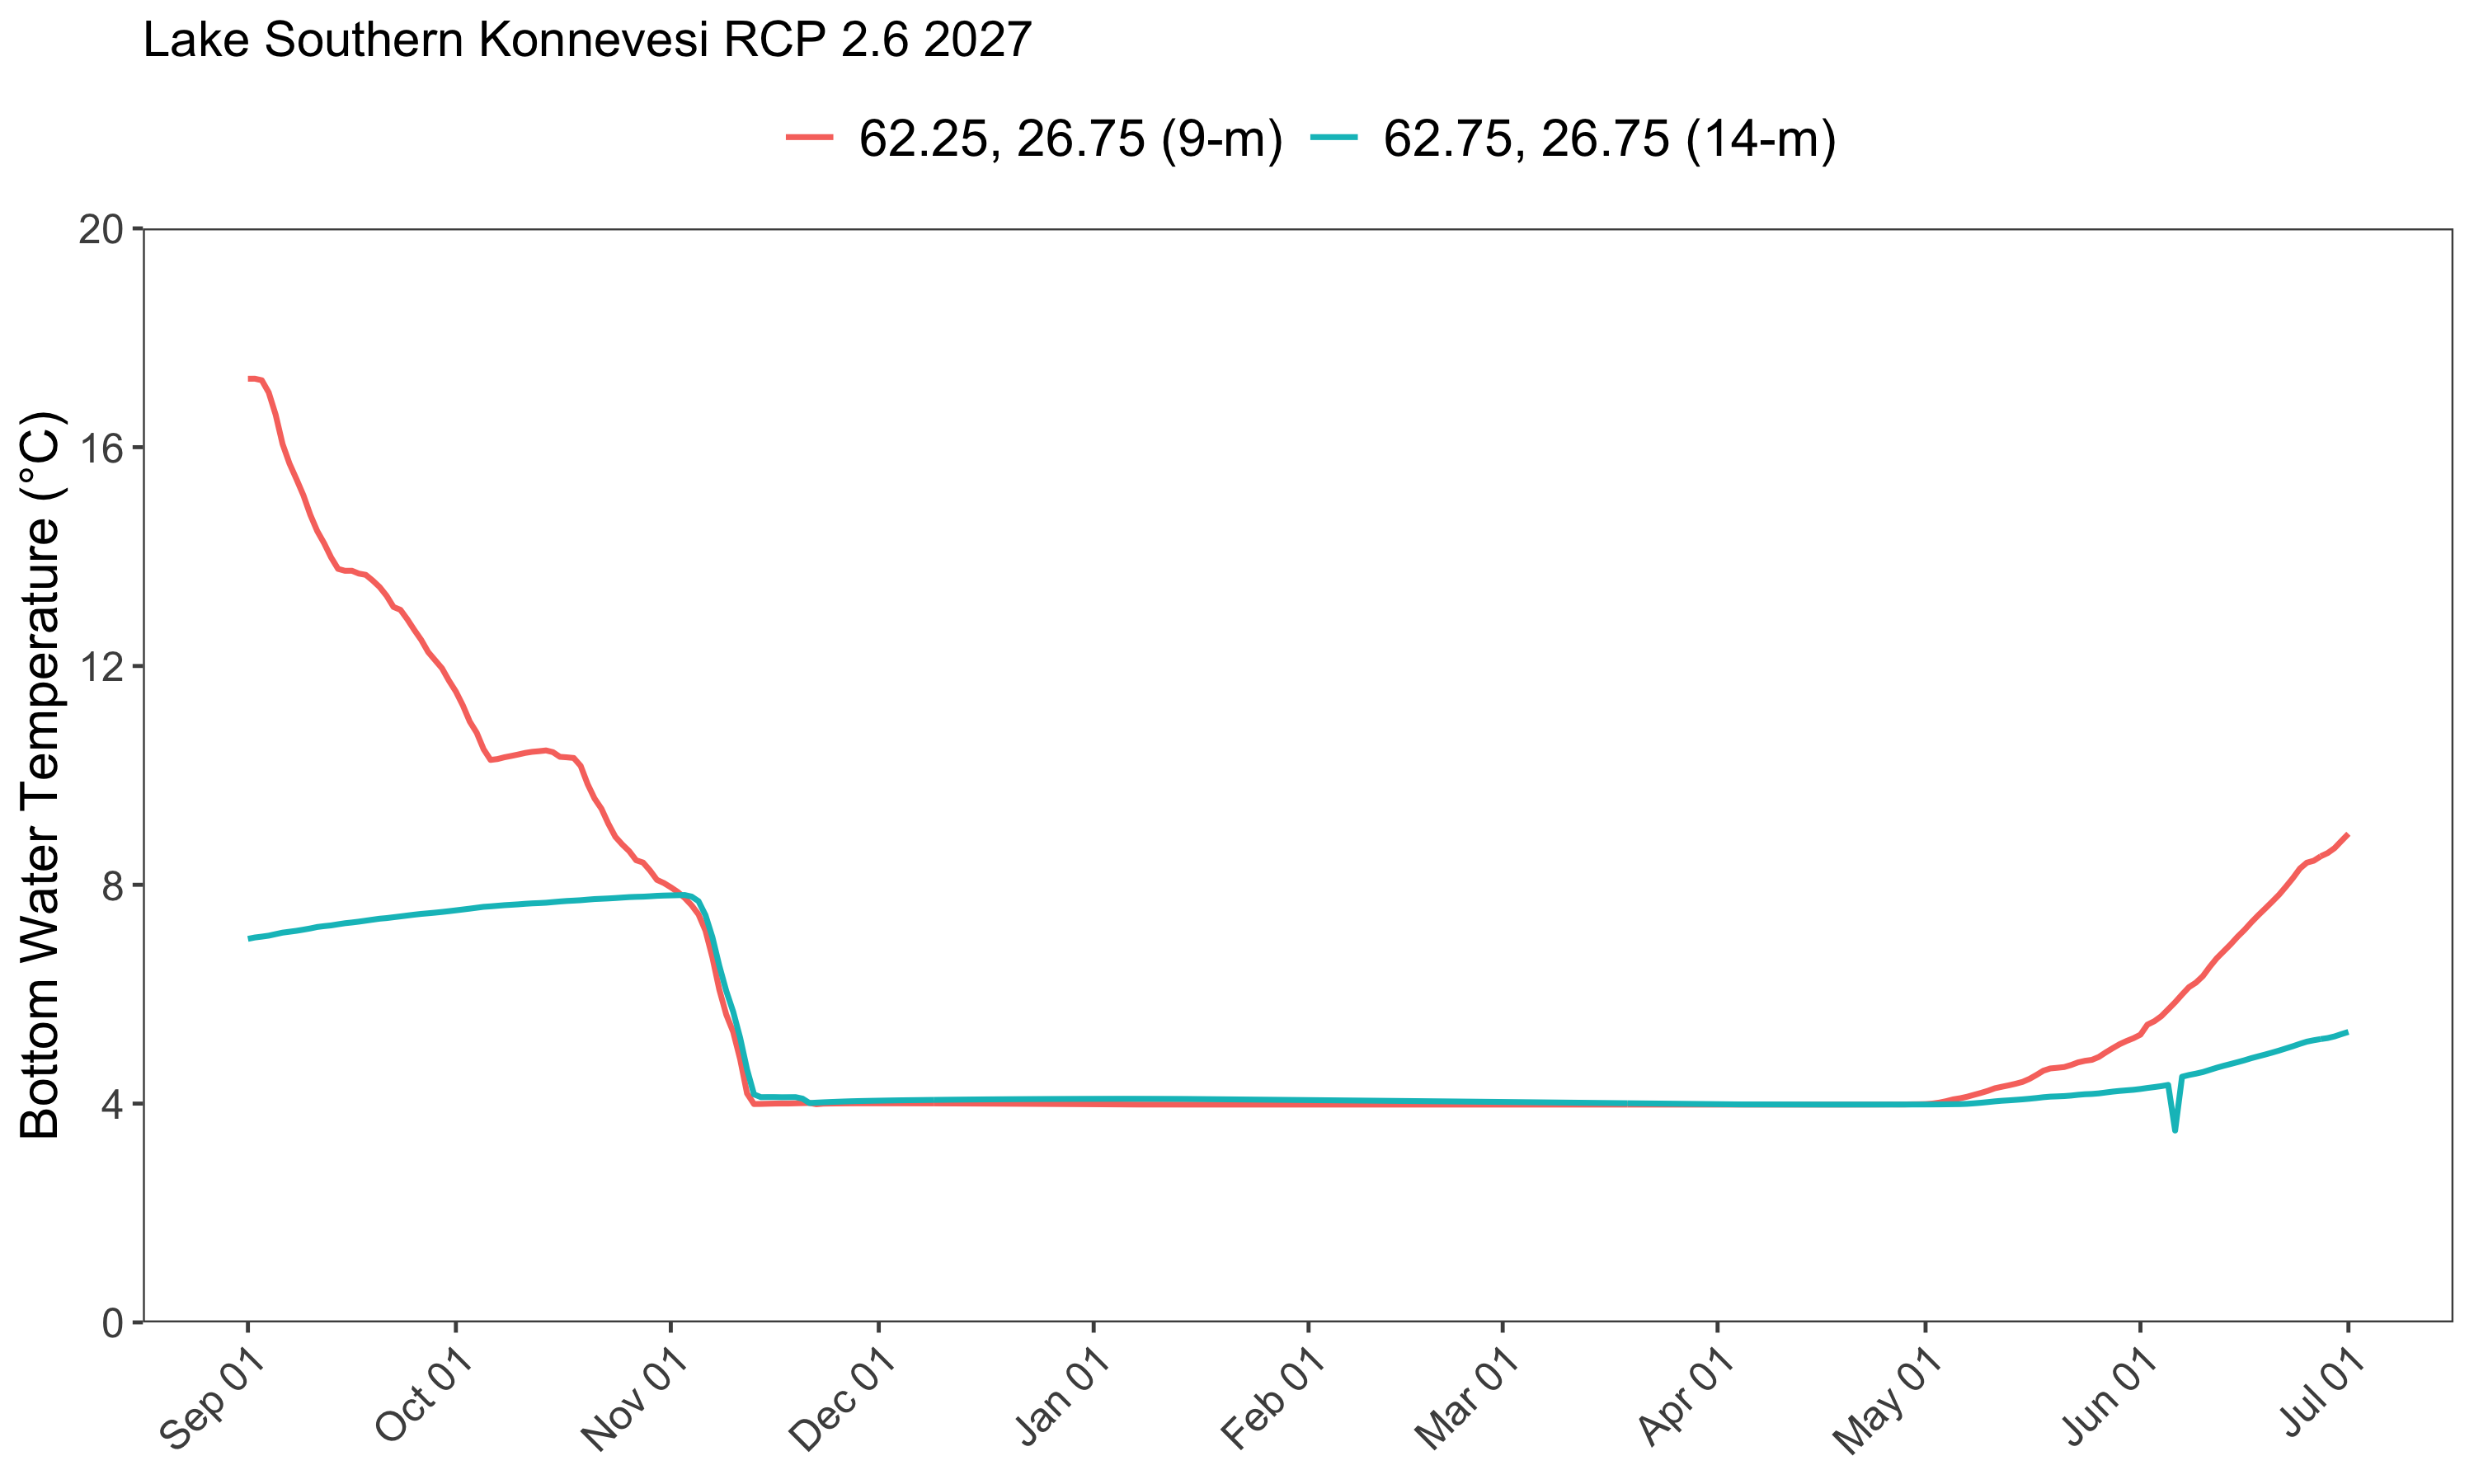 Lake Southern Konnevesi RCP 2.6 2027
62.25, 26.75 (9-m) 62.75, 26.75 (14-m)
Bottom Water Temperature (°C)
20
16
12
8
4
0
Sep 01 Oct 01 Nov 01 Dec 01 Jan 01 Feb 01 Mar 01 Apr 01 May 01 Jun 01 Jul 01